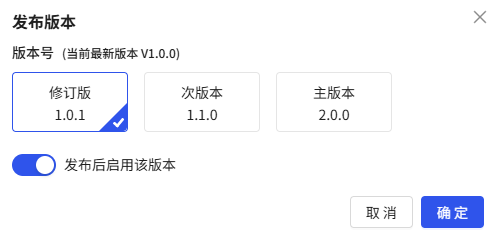 发布版本
版本号 (当前最新版本 V1.0.0)
修订版 次版本 主版本
1.0.1 1.1.0 2.0.0
发布后启用该版本
取消 确定